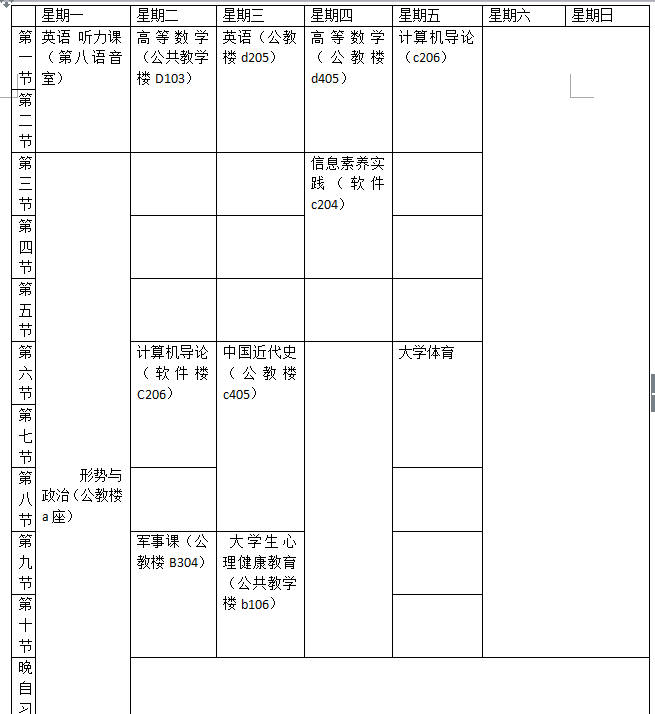 星期一 星期二 星期三 星期四 星期五 星期六 星期日
第一节
英语 听力课
（第八语音
室）
高等数学
（公共教学
楼 D103）
英语（公教
楼 d205）
高等数学
（公教楼
d405）
计算机导论
（c206）
第二节
第三节
信息素养实
践（软件
c204）
第四节
第五节
第六节
计算机导论
（软件楼
C206）
中国近代史
（公教楼
c405）
大学体育
第七节
第八节
形势与
政治（公教楼
a 座）
第九节
军事课（公
教楼 B304）
大学生心
理健康教育
（公共教学
楼 b106）
第十节
晚自习